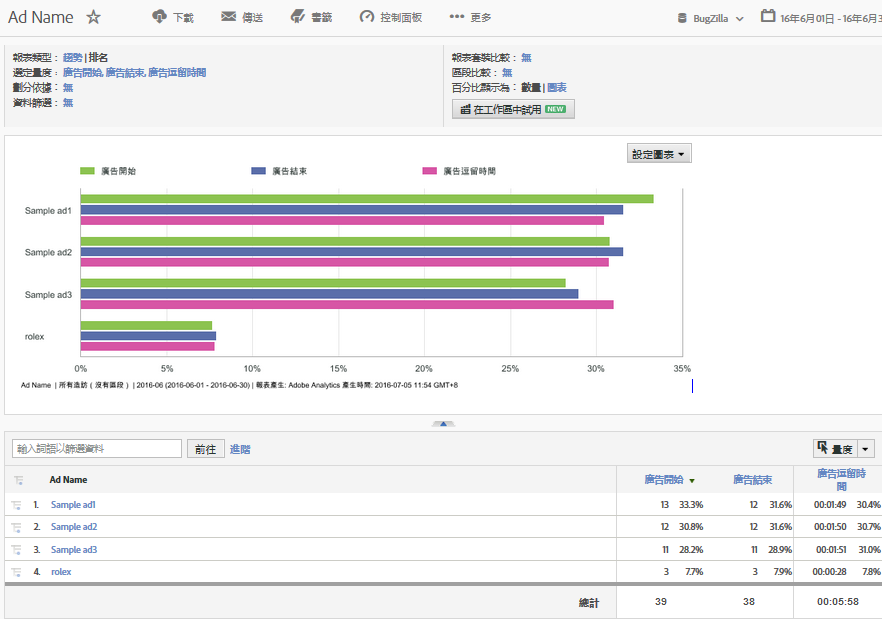 Ad Name 下載 傳送 書籤 控制面板 更多 BugZilla 16年6月01日 - 16年6月3
報表類型： 趨勢 | 排名
選定量度： 廣告開始, 廣告結束, 廣告逗留時間
劃分依據： 無
資料篩選： 無
報表套裝比較： 無
區段比較： 無
百分比顯示為： 數量 | 圖表
在工作區中試用 NEW
設定圖表
廣告開始 廣告結束 廣告逗留時間
Sample ad1
Sample ad2
Sample ad3
rolex
0% 5% 10% 15% 20% 25% 30% 35%
Ad Name | 所有造訪 ( 沒有區段 ) | 2016-06 (2016-06-01 - 2016-06-30) | 報表產生: Adobe Analytics 產生時間: 2016-07-05 11:54 GMT+8
輸入詞語以篩選資料 前往 進階 量度
Ad Name 廣告開始 廣告結束 廣告逗留時間
1. Sample ad1 13 33.3% 12 31.6% 00:01:49 30.4%
2. Sample ad2 12 30.8% 12 31.6% 00:01:50 30.7%
3. Sample ad3 11 28.2% 11 28.9% 00:01:51 31.0%
4. rolex 3 7.7% 3 7.9% 00:00:28 7.8%
總計 39 38 00:05:58